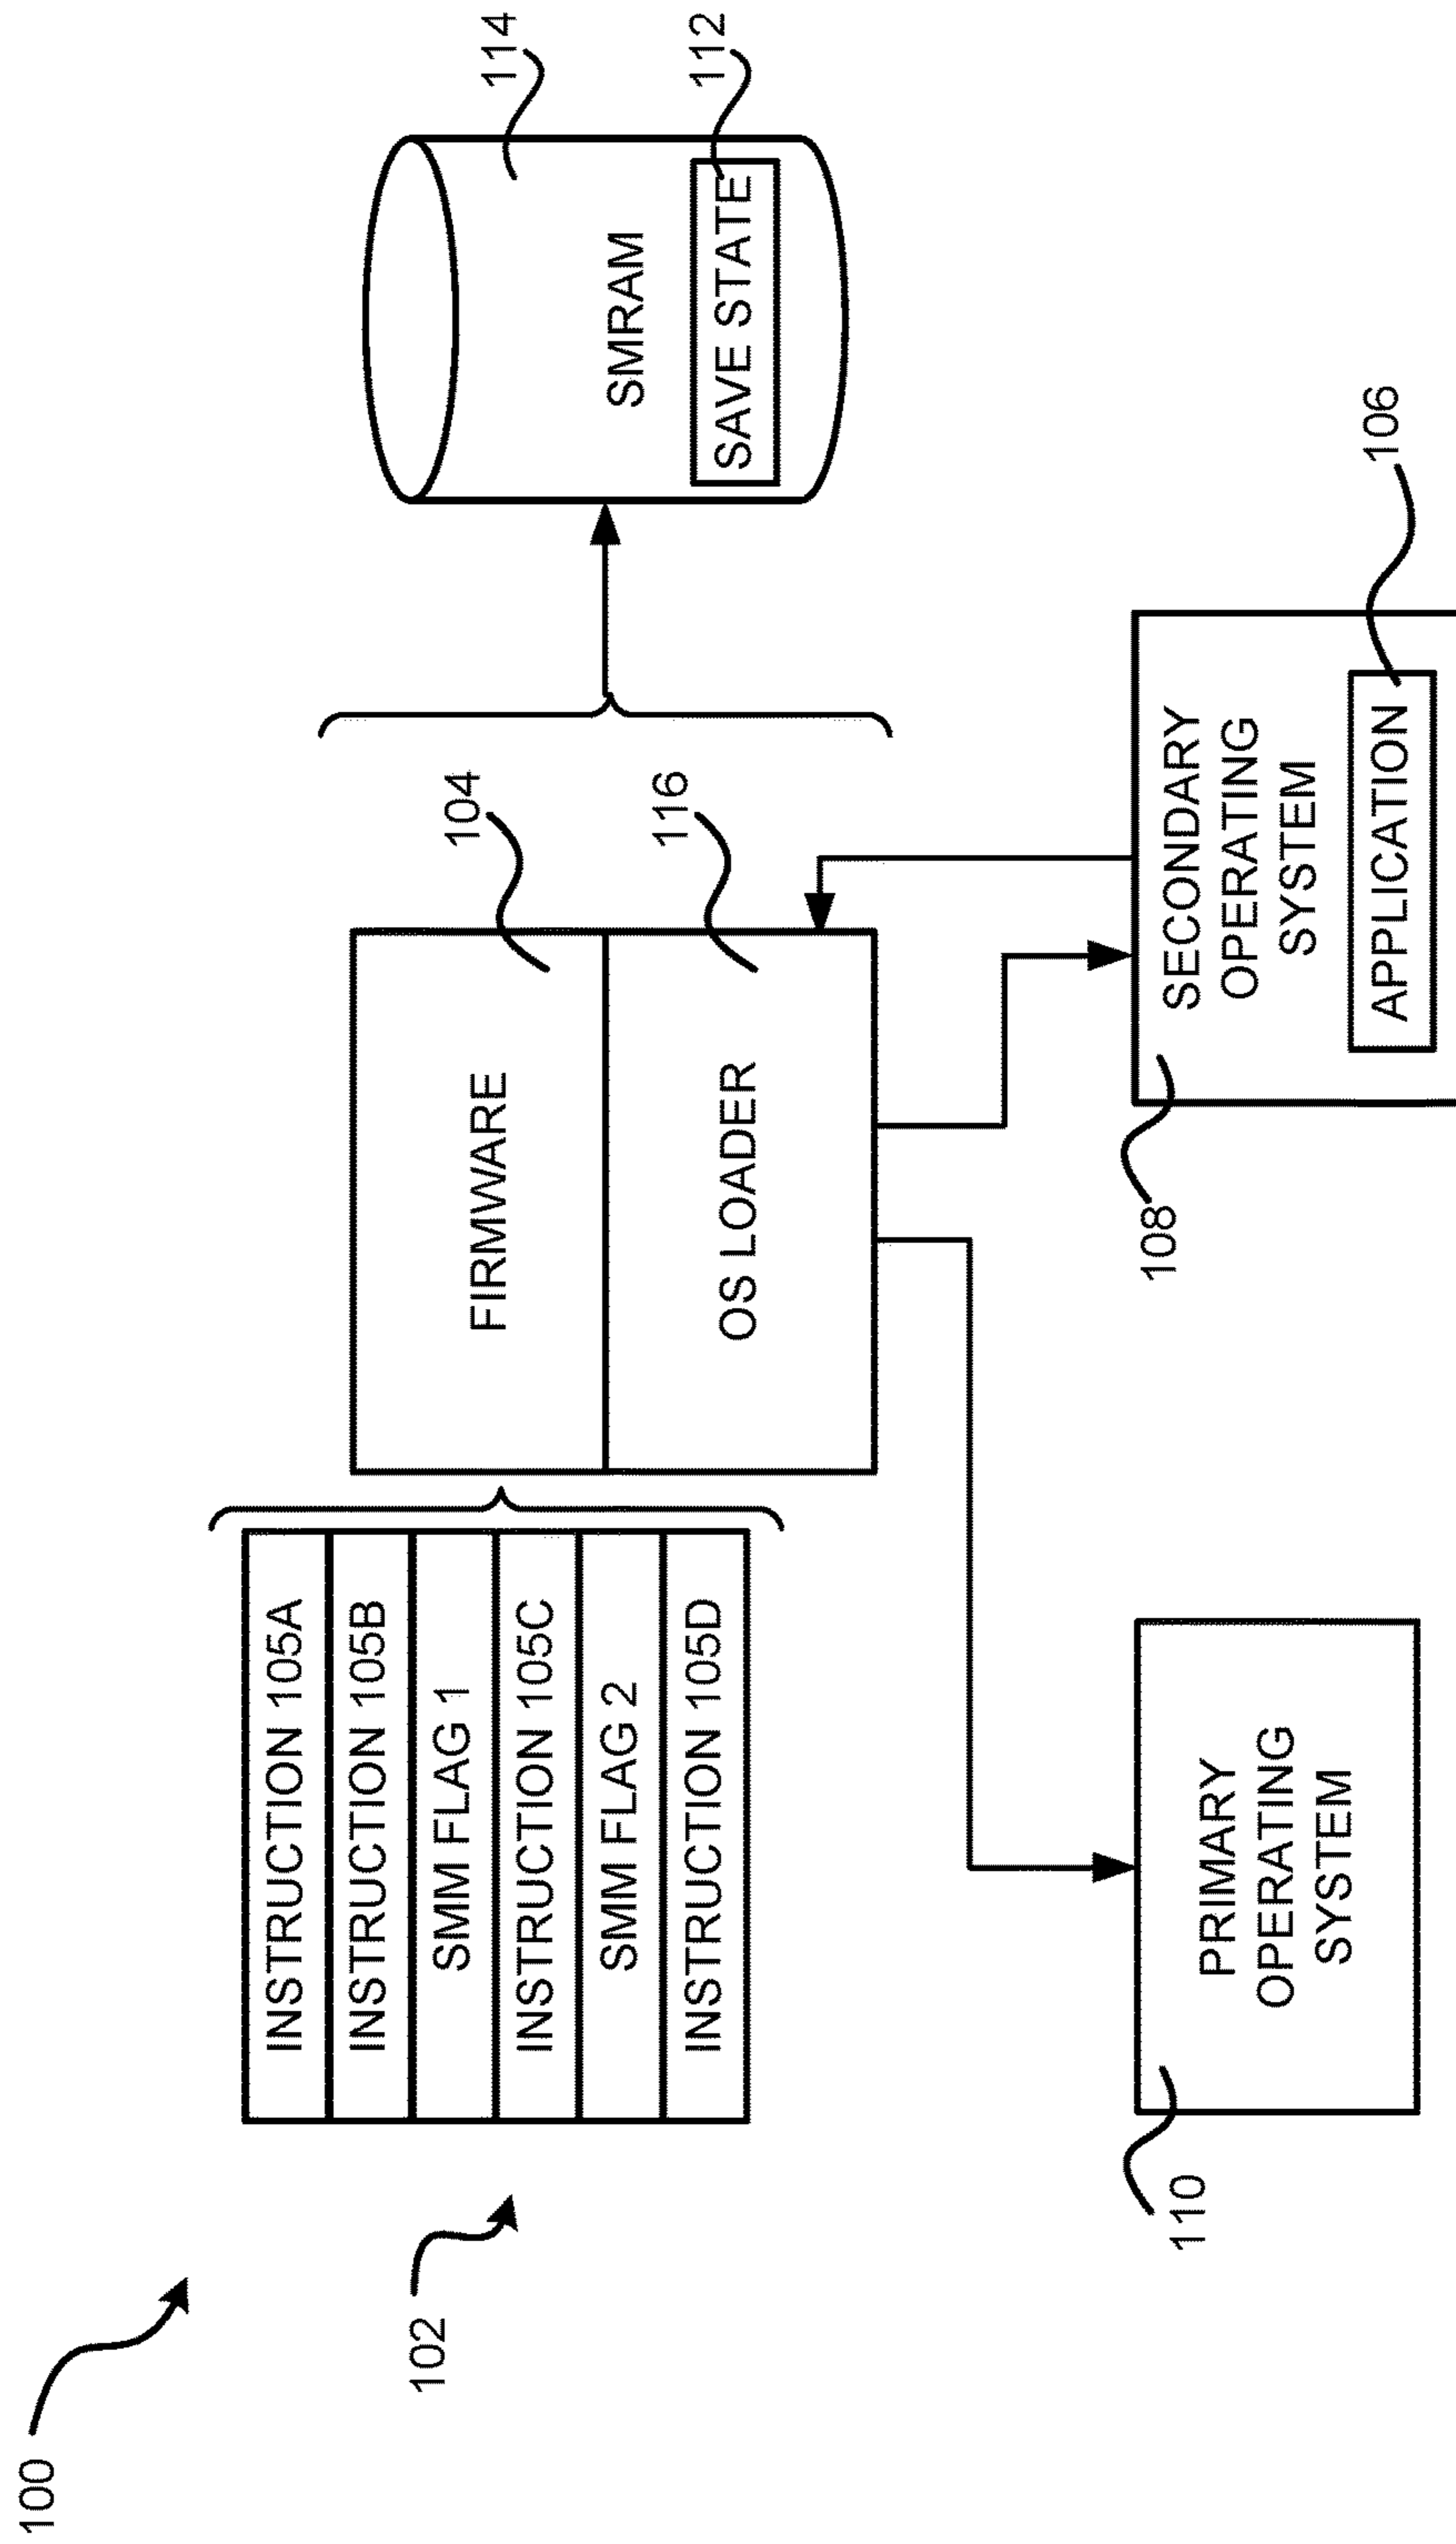 100
102
INSTRUCTION 105A
INSTRUCTION 105B
SMM FLAG 1
INSTRUCTION 105C
SMM FLAG 2
INSTRUCTION 105D
FIRMWARE
104
OS LOADER
116
SMRAM
114
SAVE STATE
112
110
PRIMARY
OPERATING
SYSTEM
108
SECONDARY
OPERATING
SYSTEM
APPLICATION
106